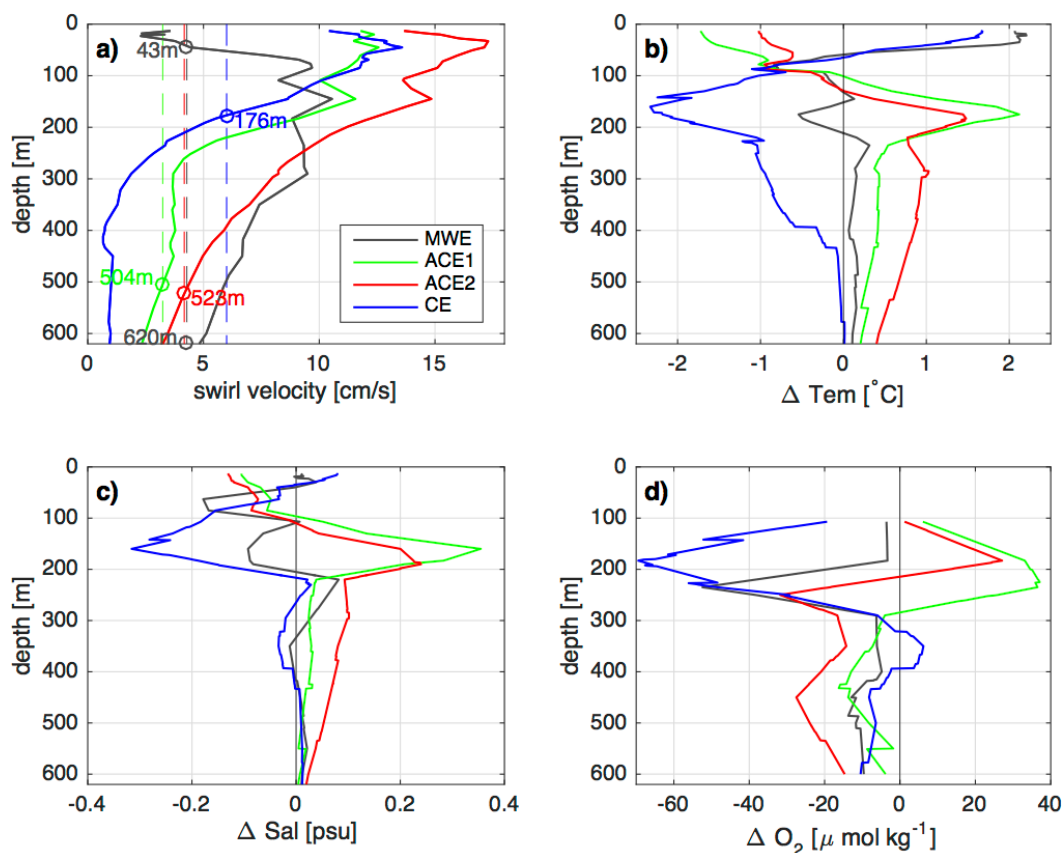 a)
0
100
200
300
400
500
600
depth [m]
43m
176m
504m
523m
620m
MWE
ACE1
ACE2
CE
0
5
10
15
swirl velocity [cm/s]
b)
0
100
200
300
400
500
600
depth [m]
-2
-1
0
1
2
Δ Tem [°C]
c)
0
100
200
300
400
500
600
depth [m]
-0.4
-0.2
0
0.2
0.4
Δ Sal [psu]
d)
0
100
200
300
400
500
600
depth [m]
-60
-40
-20
0
20
40
Δ O₂ [μ mol kg⁻¹]